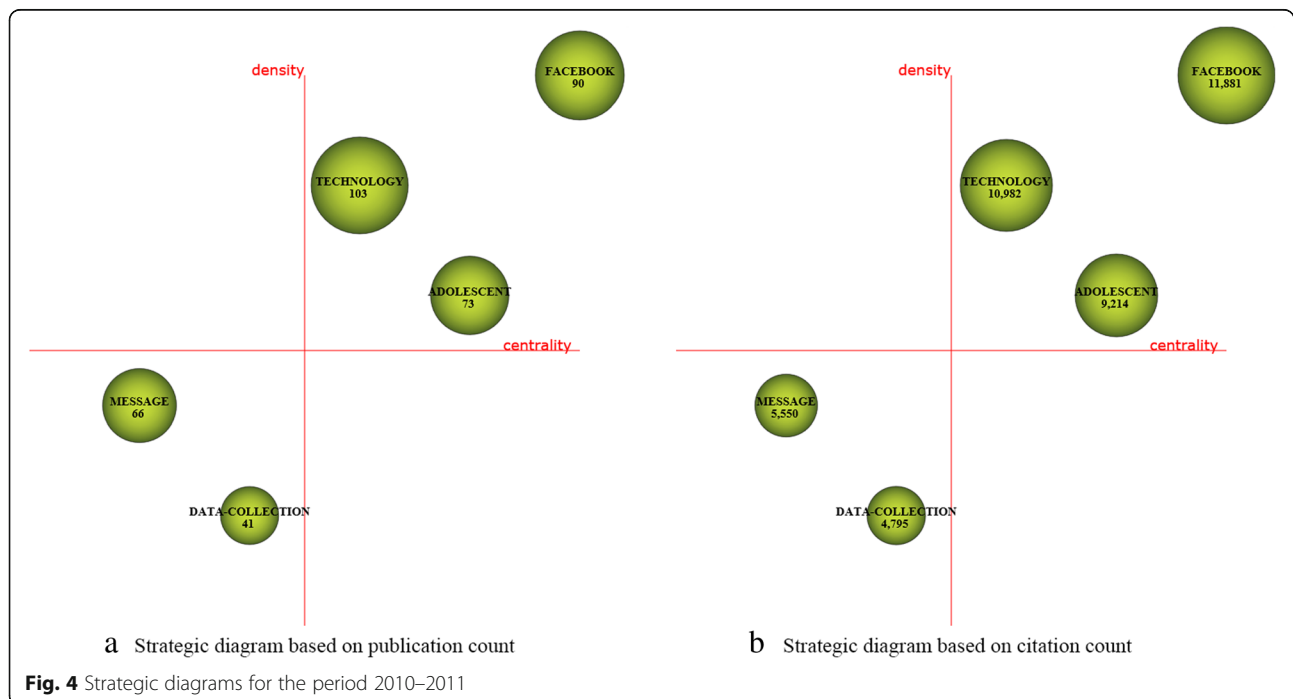 density
FACEBOOK
90
TECHNOLOGY
103
ADOLESCENT
73
centrality
MESSAGE
66
DATA-COLLECTION
41
a Strategic diagram based on publication count
density
FACEBOOK
11,881
TECHNOLOGY
10,982
ADOLESCENT
9,214
centrality
MESSAGE
5,550
DATA-COLLECTION
4,795
b Strategic diagram based on citation count
Fig. 4 Strategic diagrams for the period 2010–2011